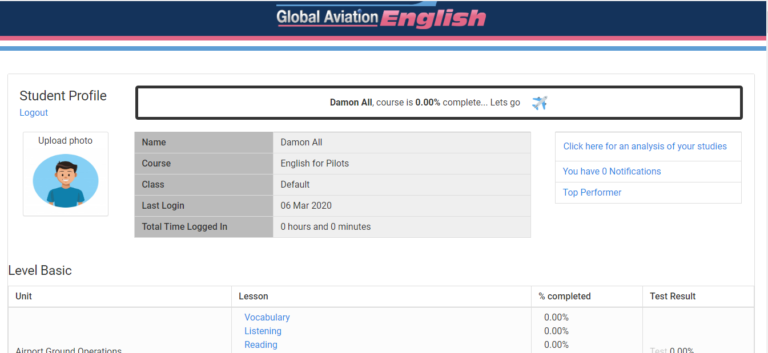 Global Aviation English
Student Profile
Logout
Damon All, course is 0.00% complete... Lets go
Upload photo
Name Damon All
Course English for Pilots
Class Default
Last Login 06 Mar 2020
Total Time Logged In 0 hours and 0 minutes
Click here for an analysis of your studies
You have 0 Notifications
Top Performer
Level Basic
Unit Lesson % completed Test Result
Vocabulary 0.00%
Listening 0.00%
Reading 0.00%
Airport Ground Operations Test 0.00%